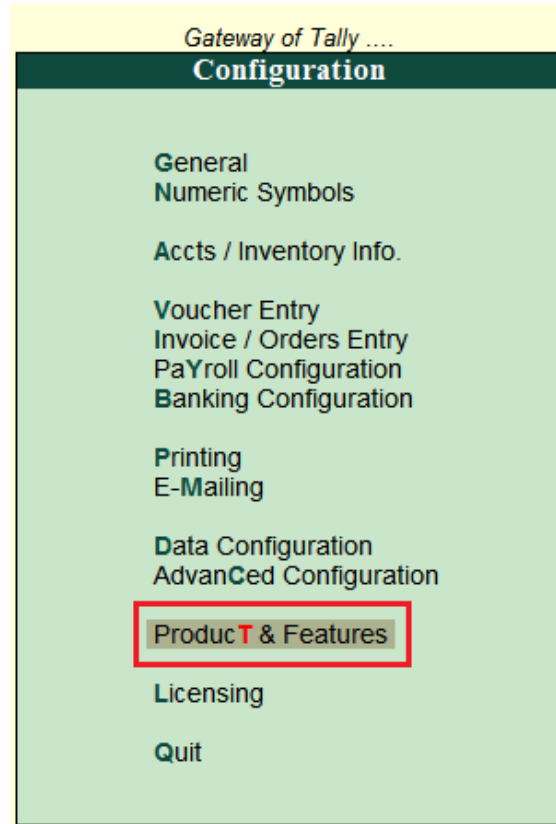 Gateway of Tally ....
Configuration
General
Numeric Symbols
Accts / Inventory Info.
Voucher Entry
Invoice / Orders Entry
PaYroll Configuration
Banking Configuration
Printing
E-Mailing
Data Configuration
AdvanCed Configuration
ProducT & Features
Licensing
Quit